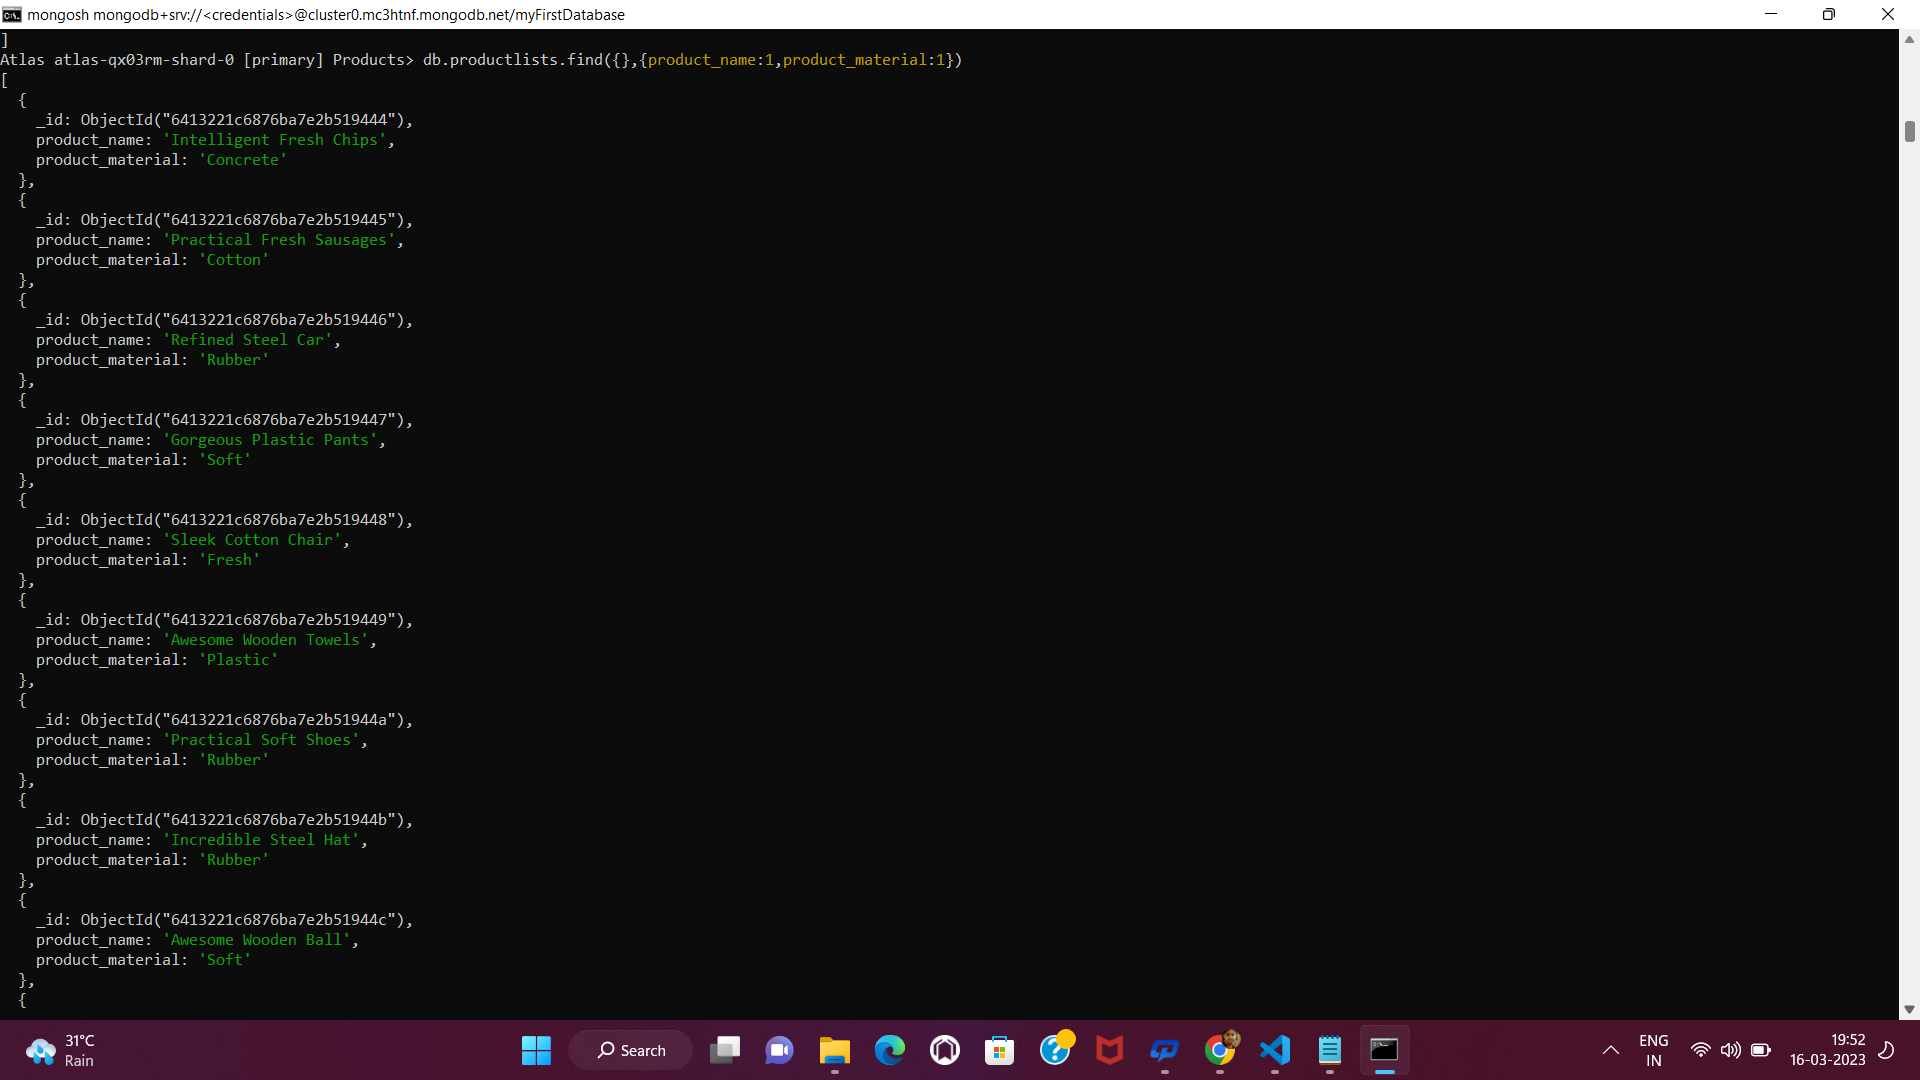 mongosh mongodb+srv://<credentials>@cluster0.mc3htnf.mongodb.net/myFirstDatabase
]
Atlas atlas-qx03rm-shard-0 [primary] Products> db.productlists.find({},{product_name:1,product_material:1})
[
  {
    _id: ObjectId("6413221c6876ba7e2b519444"),
    product_name: 'Intelligent Fresh Chips',
    product_material: 'Concrete'
  },
  {
    _id: ObjectId("6413221c6876ba7e2b519445"),
    product_name: 'Practical Fresh Sausages',
    product_material: 'Cotton'
  },
  {
    _id: ObjectId("6413221c6876ba7e2b519446"),
    product_name: 'Refined Steel Car',
    product_material: 'Rubber'
  },
  {
    _id: ObjectId("6413221c6876ba7e2b519447"),
    product_name: 'Gorgeous Plastic Pants',
    product_material: 'Soft'
  },
  {
    _id: ObjectId("6413221c6876ba7e2b519448"),
    product_name: 'Sleek Cotton Chair',
    product_material: 'Fresh'
  },
  {
    _id: ObjectId("6413221c6876ba7e2b519449"),
    product_name: 'Awesome Wooden Towels',
    product_material: 'Plastic'
  },
  {
    _id: ObjectId("6413221c6876ba7e2b51944a"),
    product_name: 'Practical Soft Shoes',
    product_material: 'Rubber'
  },
  {
    _id: ObjectId("6413221c6876ba7e2b51944b"),
    product_name: 'Incredible Steel Hat',
    product_material: 'Rubber'
  },
  {
    _id: ObjectId("6413221c6876ba7e2b51944c"),
    product_name: 'Awesome Wooden Ball',
    product_material: 'Soft'
  },
  {
31°C
Rain
Search
ENG
IN
19:52
16-03-2023